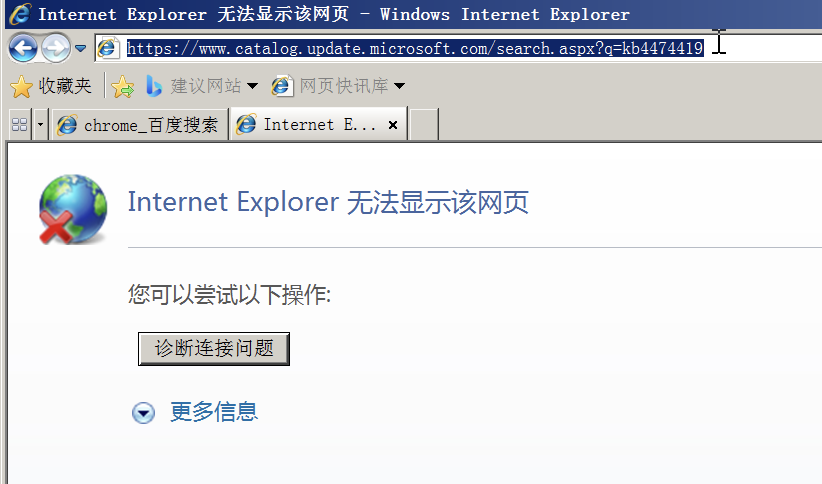 Internet Explorer 无法显示该网页 - Windows Internet Explorer
https://www.catalog.update.microsoft.com/search.aspx?q=kb4474419
收藏夹 建议网站 网页快讯库
chrome_百度搜索 Internet E...
Internet Explorer 无法显示该网页
您可以尝试以下操作:
诊断连接问题
更多信息